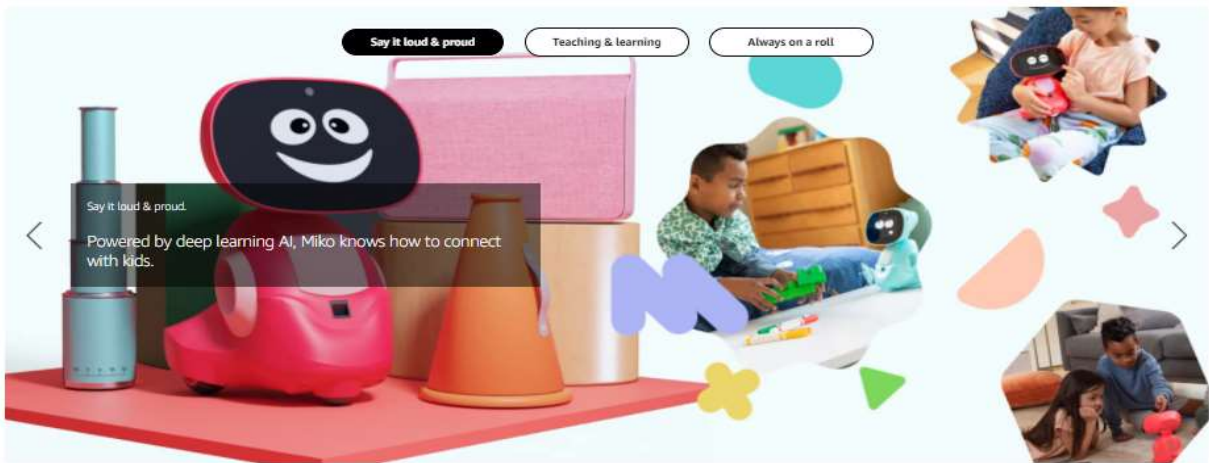 Say it loud & proud
Teaching & learning
Always on a roll
Say it loud & proud.
Powered by deep learning AI, Miko knows how to connect
with kids.